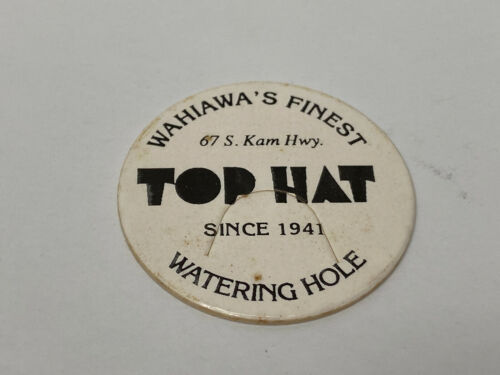 WAHIAWA'S FINEST
67 S. Kam Hwy.
TOP HAT
SINCE 1941
WATERING HOLE